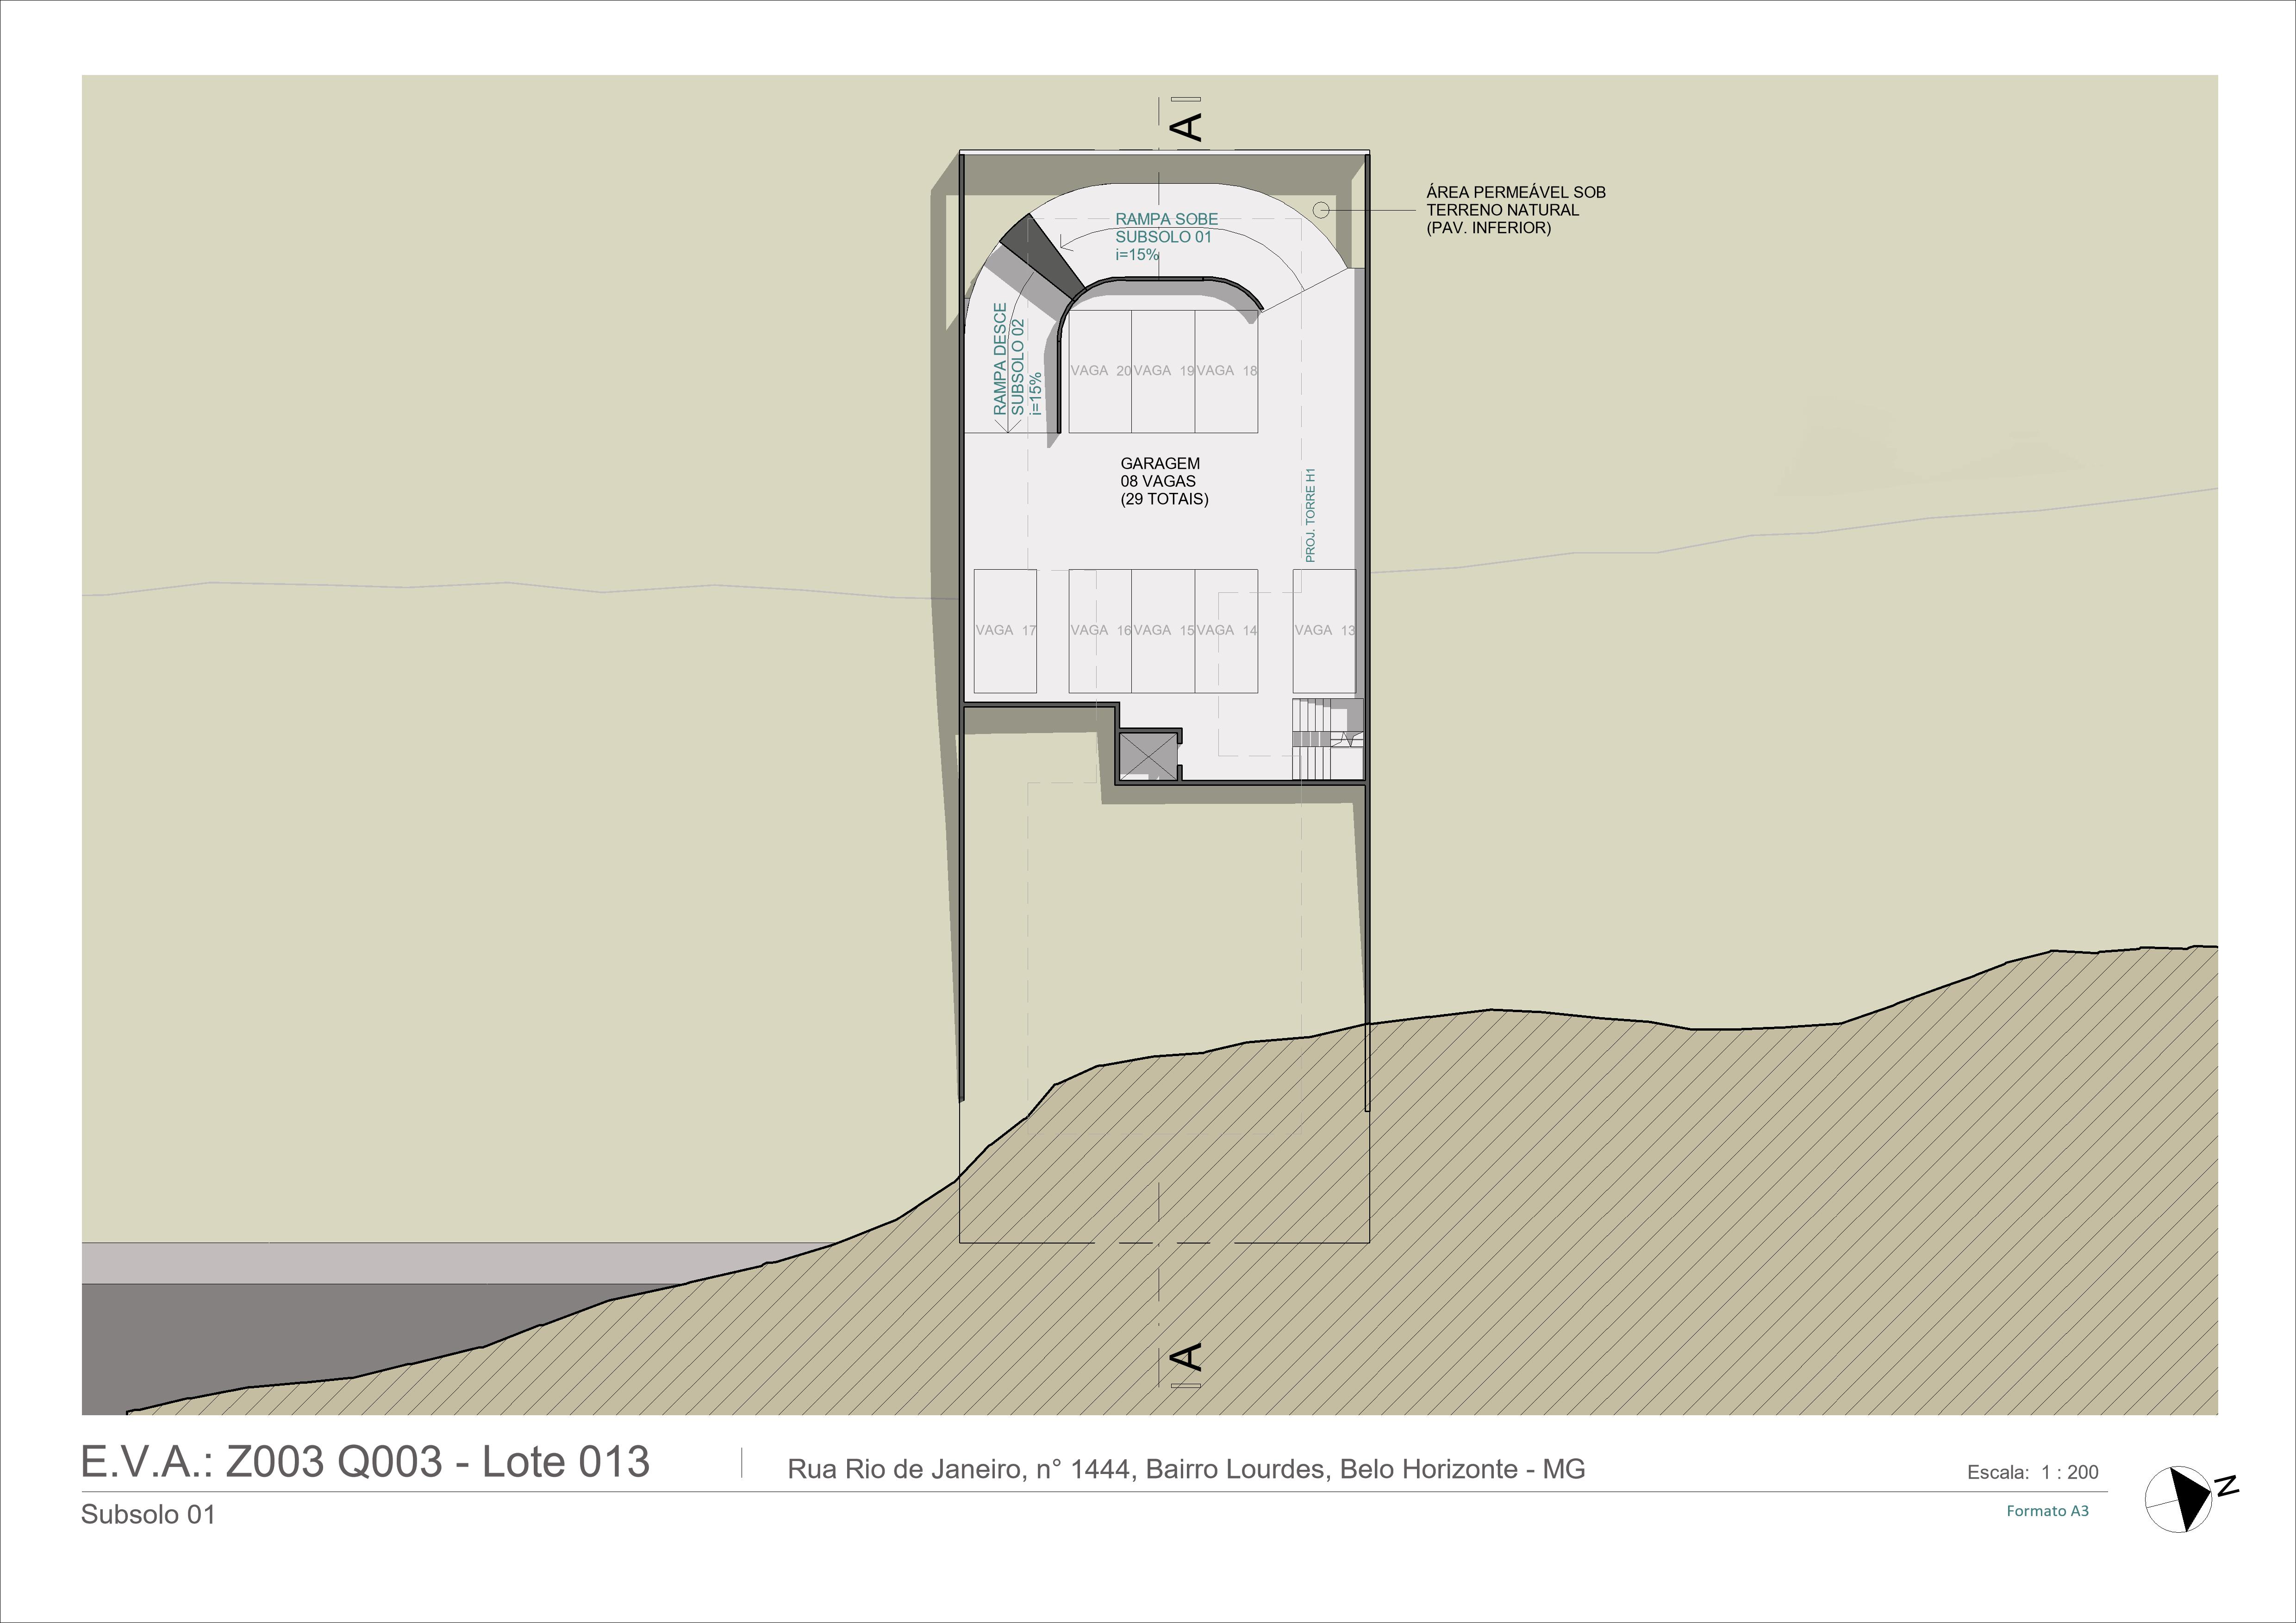 A
ÁREA PERMEÁVEL SOB
TERRENO NATURAL
(PAV. INFERIOR)
RAMPA SOBE
SUBSOLO 01
i=15%
RAMPA DESCE
SUBSOLO 02
i=15%
VAGA 20 VAGA 19 VAGA 18
GARAGEM
08 VAGAS
(29 TOTAIS)
PROJ. TORRE H1
VAGA 17 VAGA 16 VAGA 15 VAGA 14 VAGA 13
A
E.V.A.: Z003 Q003 - Lote 013
Rua Rio de Janeiro, n° 1444, Bairro Lourdes, Belo Horizonte - MG
Escala: 1 : 200
N
Subsolo 01
Formato A3